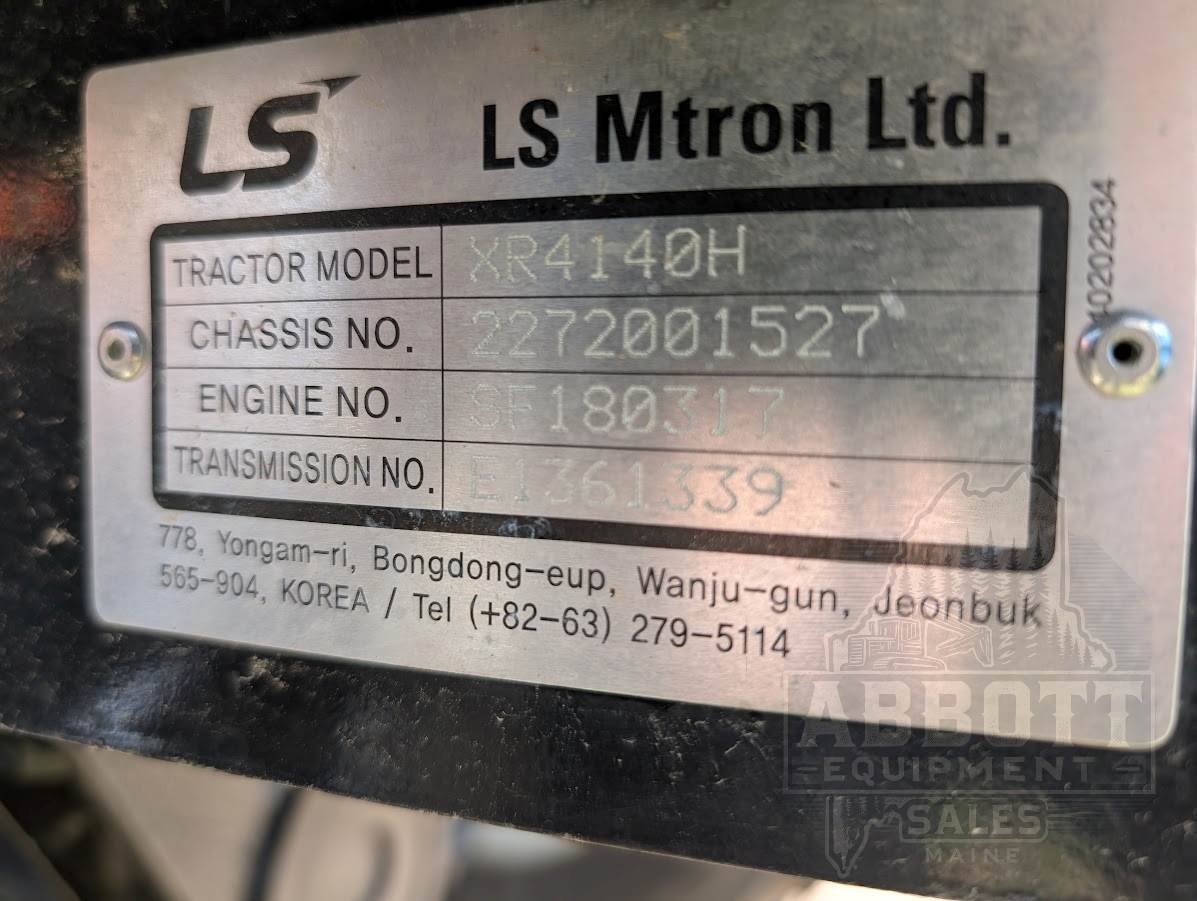 LS
LS Mtron Ltd.
TRACTOR MODEL XR4140H
CHASSIS NO. 2272001527
ENGINE NO. SF180317
TRANSMISSION NO. E1361339
778, Yongam-ri, Bongdong-eup, Wanju-gun, Jeonbuk
565-904, KOREA / Tel (+82-63) 279-5114
40202834
ABBOTT
EQUIPMENT
SALES
MAINE